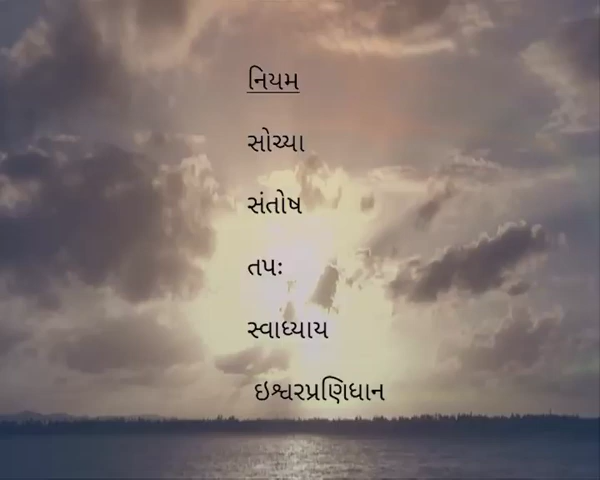 નિયમ
સોચ્યા
સંતોષ
તપઃ
સ્વાધ્યાય
ઇશ્વરપ્રણિધાન